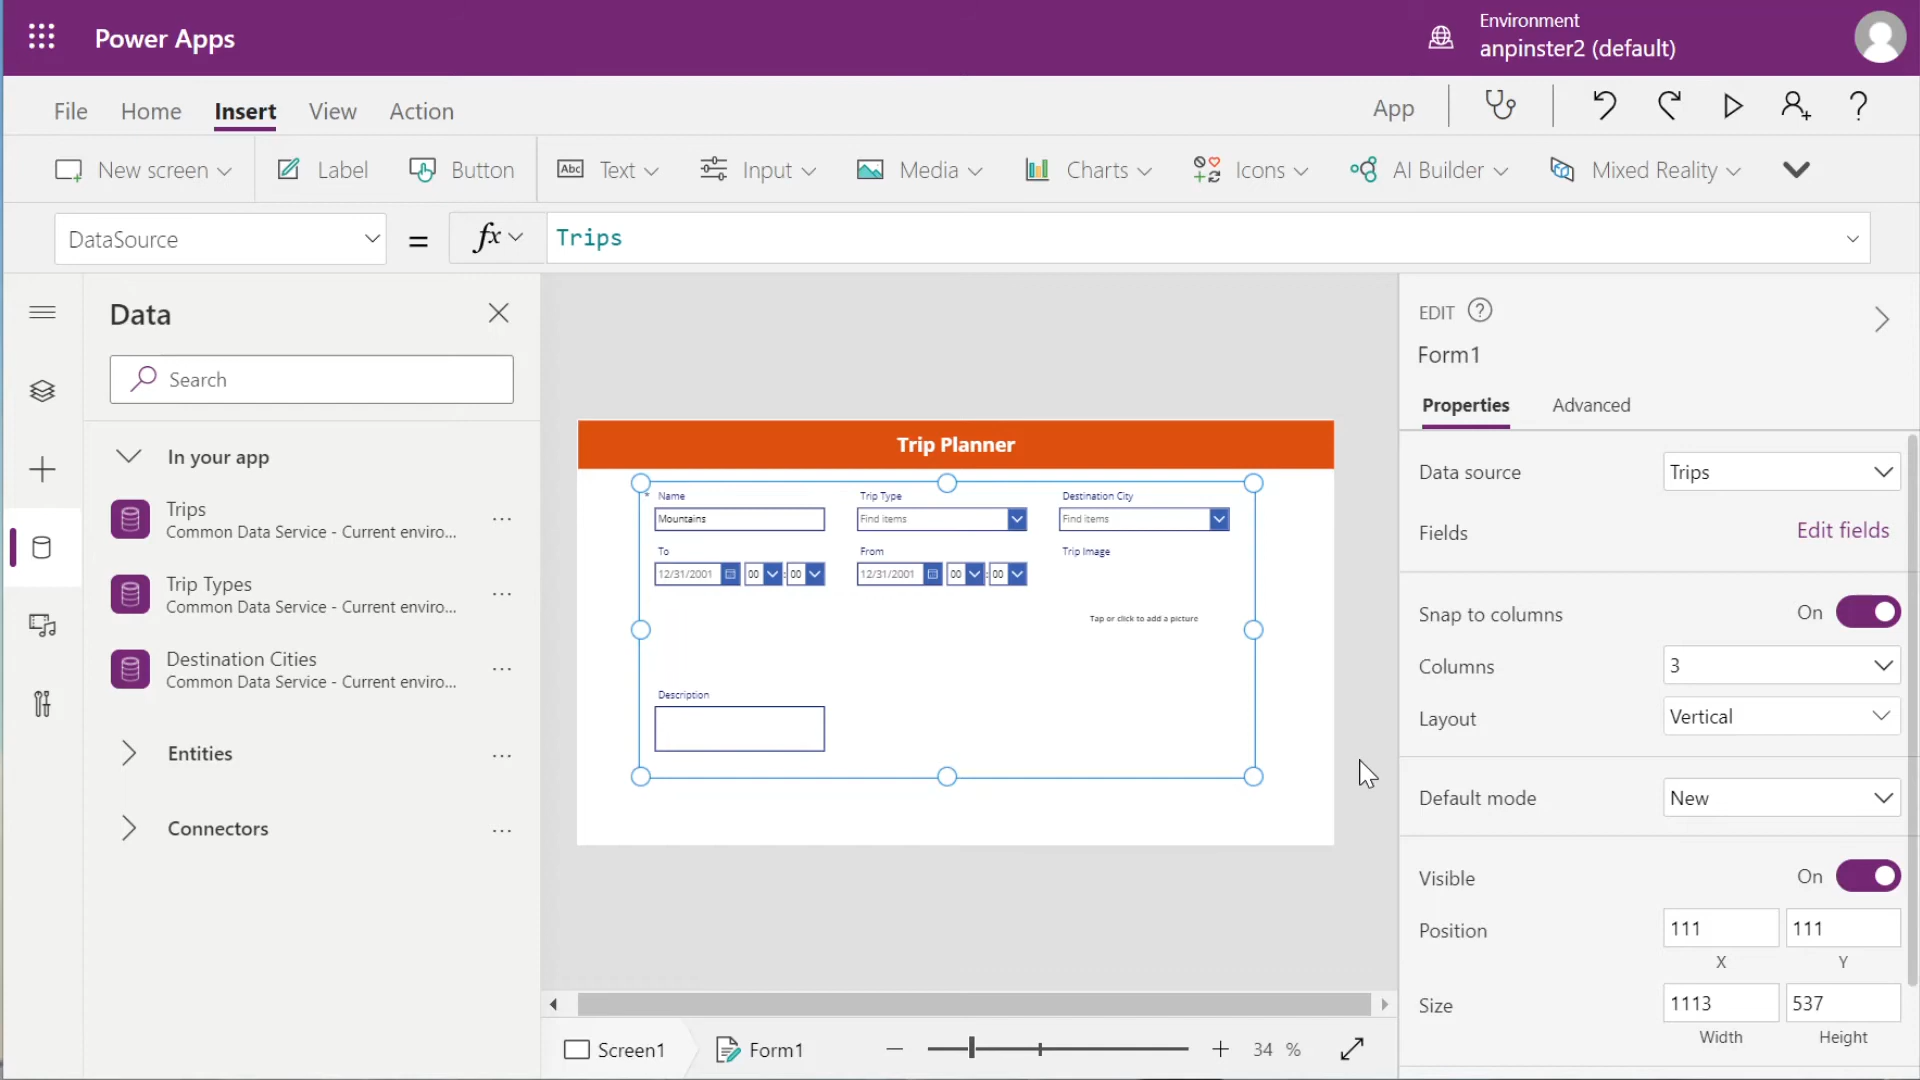 Power Apps
Environment
anpinster2 (default)
File
Home
Insert
View
Action
App
New screen
Label
Button
Abc
Text
Input
Media
Charts
Icons
AI Builder
Mixed Reality
DataSource
=
fx
Trips
Data
Search
In your app
Trips
Common Data Service - Current enviro...
Trip Types
Common Data Service - Current enviro...
Destination Cities
Common Data Service - Current enviro...
Entities
Connectors
Trip Planner
* Name
Trip Type
Destination City
Mountains
Find items
Find items
To
From
Trip Image
12/31/2001
00
:
00
12/31/2001
00
:
00
Tap or click to add a picture
Description
Screen1
Form1
34 %
EDIT
Form1
Properties
Advanced
Data source
Trips
Fields
Edit fields
Snap to columns
On
Columns
3
Layout
Vertical
Default mode
New
Visible
On
Position
111
111
X
Y
Size
1113
537
Width
Height